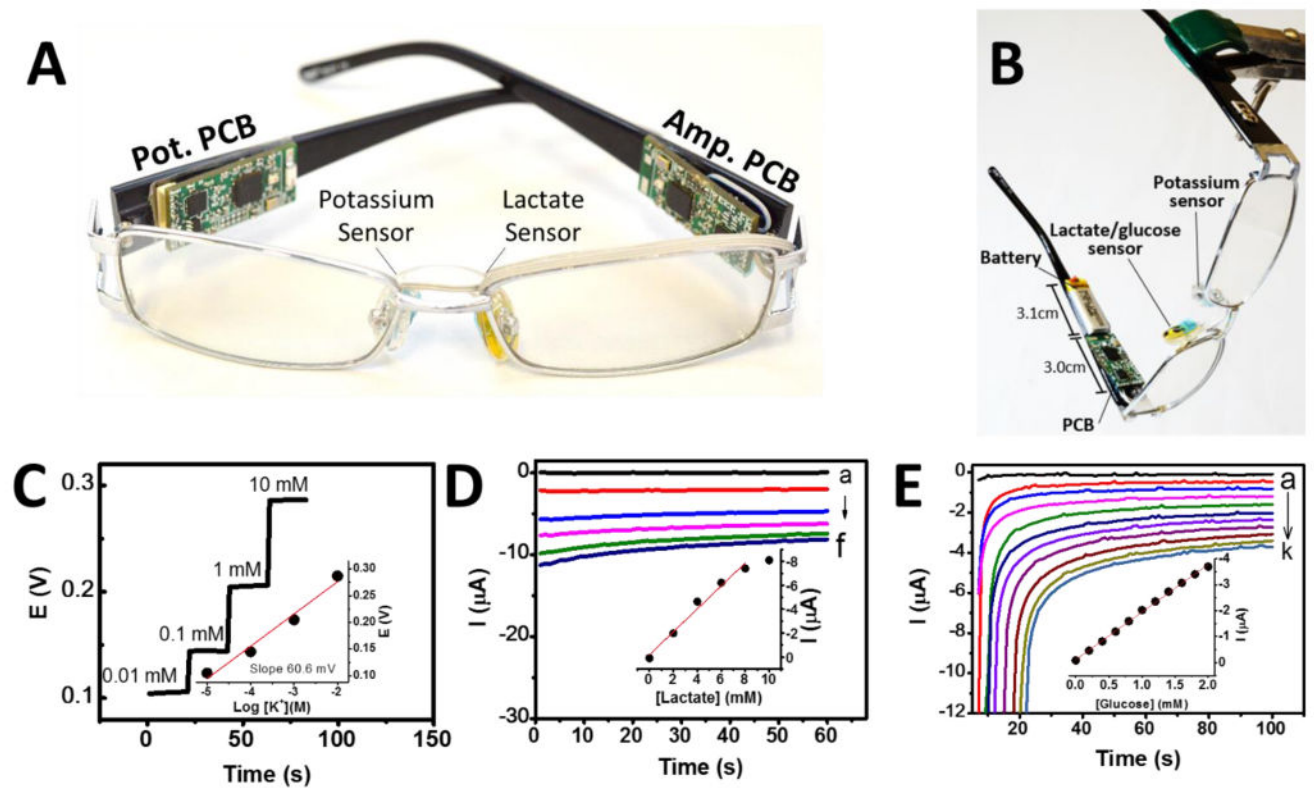 A
Pot. PCB
Amp. PCB
Potassium
Sensor
Lactate
Sensor
B
Potassium
sensor
Lactate/glucose
sensor
Battery
3.1cm
3.0cm
PCB
C
E (V)
0.3
0.2
0.1
0.01 mM
0.1 mM
1 mM
10 mM
0.30
0.25
0.20
0.15
0.10
E (V)
Slope 60.6 mV
-5 -4 -3 -2
Log [K⁺](M)
0 50 100 150
Time (s)
D
I (μA)
0
-10
-20
-30
a
f
-8
-6
-4
-2
0
I (μA)
0 2 4 6 8 10
[Lactate] (mM)
0 10 20 30 40 50 60
Time (s)
E
I (μA)
0
-2
-4
-6
-8
-10
-12
a
k
-4
-3
-2
-1
0
I (μA)
0.0 0.5 1.0 1.5 2.0
[Glucose] (mM)
20 40 60 80 100
Time (s)